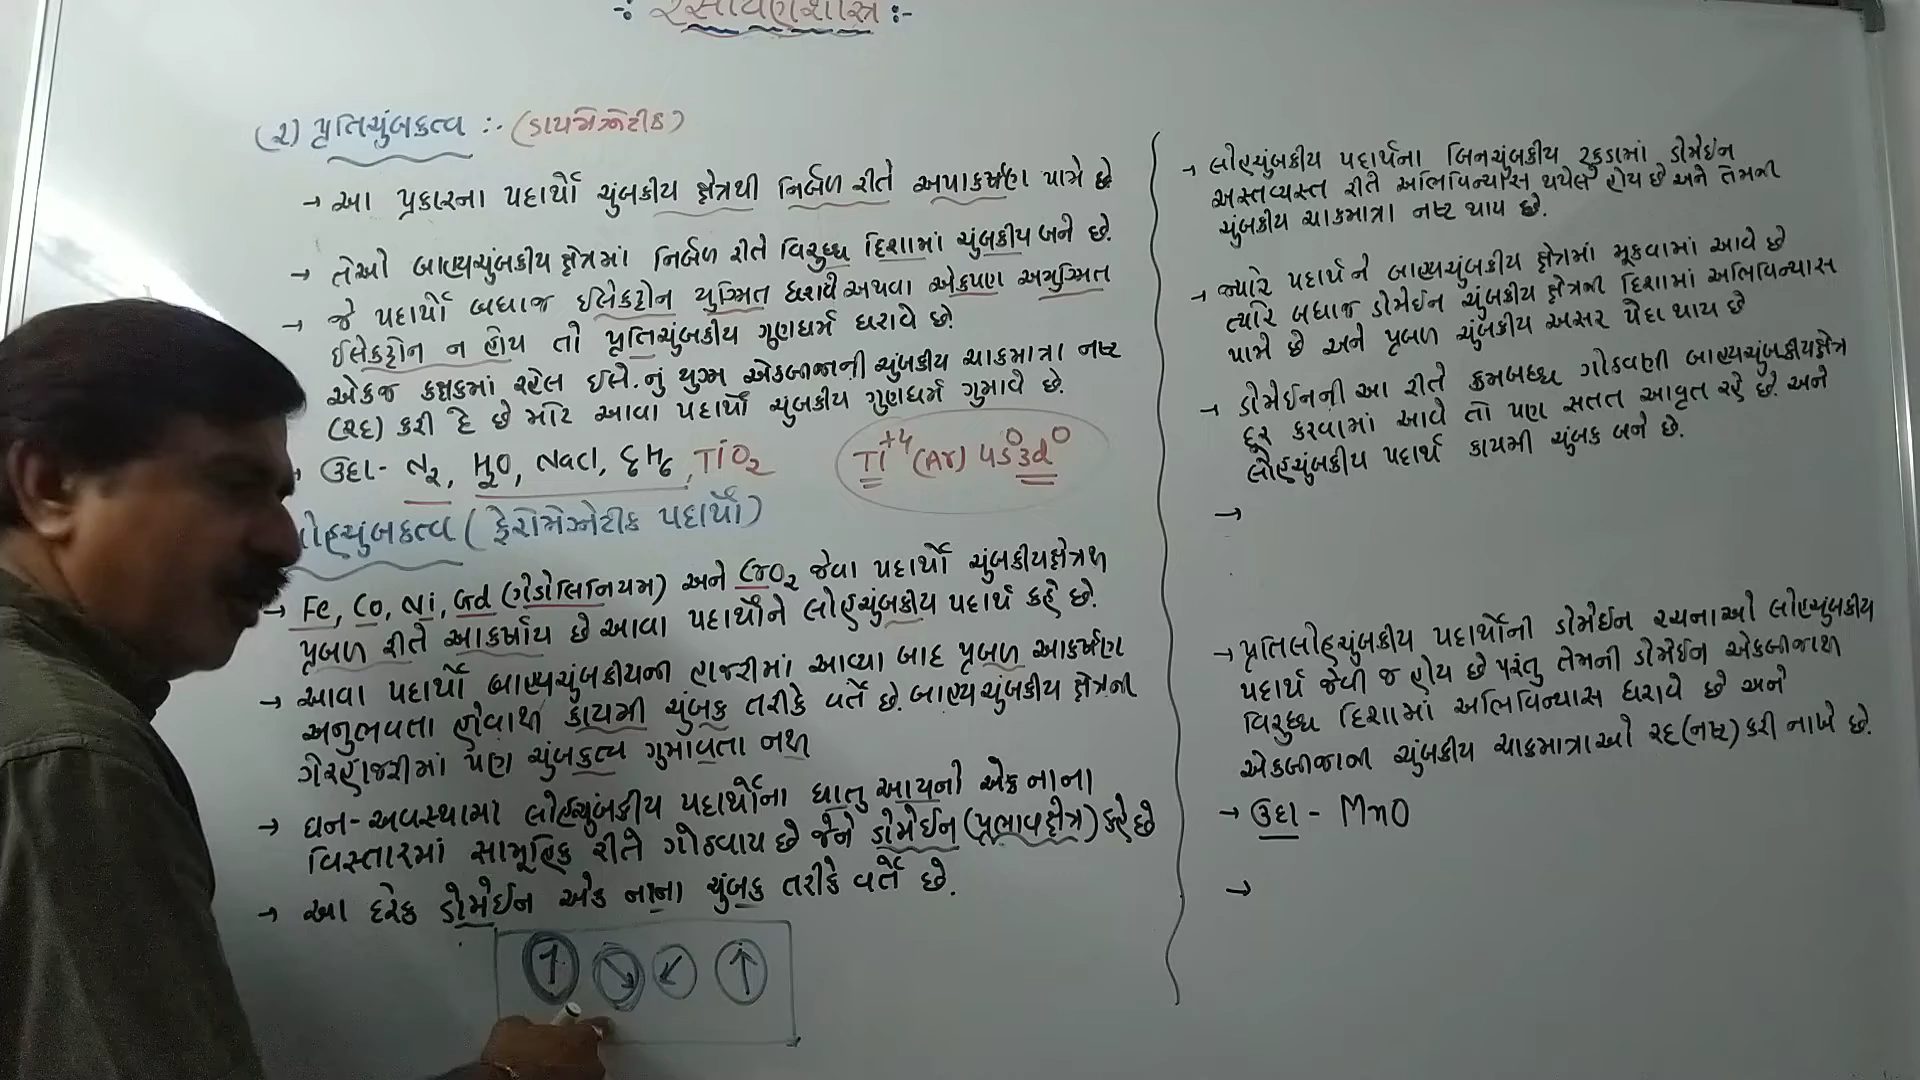 -: રસાયણશાસ્ત્ર :-
(૨) પ્રતિચુંબકત્વ :- (ડાયમેગ્નેટીક)
→ આ પ્રકારના પદાર્થો ચુંબકીય ક્ષેત્રથી નિર્બળ રીતે અપાકર્ષણ પામે છે
→ તેઓ બાહ્યચુંબકીય ક્ષેત્રમાં નિર્બળ રીતે વિરુધ્ધ દિશામાં ચુંબકીય બને છે.
→ જે પદાર્થો બધાજ ઈલેકટ્રોન યુગ્મિત ધરાવે અથવા એકપણ અયુગ્મિત
ઈલેકટ્રોન ન હોય તો પ્રતિચુંબકીય ગુણધર્મ ધરાવે છે.
એકજ કક્ષકમાં રહેલ ઈલે.નું યુગ્મ એકબીજાની ચુંબકીય ચાકમાત્રા નષ્ટ
(રદ) કરી દે છે માટે આવા પદાર્થો ચુંબકીય ગુણધર્મ ગુમાવે છે.
ઉદા- N₂, H₂O, NaCl, C₆H₆, TiO₂
Ti⁺⁴ (Ar) 4S⁰ 3d⁰
લોહચુંબકત્વ (ફેરોમેગ્નેટીક પદાર્થો)
→ Fe, Co, Ni, Gd (ગેડોલિનિયમ) અને CrO₂ જેવા પદાર્થો ચુંબકીયક્ષેત્રથી
પ્રબળ રીતે આકર્ષાય છે આવા પદાર્થોને લોહચુંબકીય પદાર્થ કહે છે.
→ આવા પદાર્થો બાહ્યચુંબકીયની હાજરીમાં આવ્યા બાદ પ્રબળ આકર્ષણ
અનુભવતા હોવાથી કાયમી ચુંબક તરીકે વર્તે છે. બાહ્યચુંબકીય ક્ષેત્રની
ગેરહાજરીમાં પણ ચુંબકત્વ ગુમાવતા નથી
→ ઘન-અવસ્થામા લોહચુંબકીય પદાર્થોના ધાતુ આયનો એક નાના
વિસ્તારમાં સામૂહિક રીતે ગોઠવાય છે જેને ડોમેઈન (પ્રભાવક્ષેત્ર) કહે છે
→ આ દરેક ડોમેઈન એક નાના ચુંબક તરીકે વર્તે છે.
→ લોહચુંબકીય પદાર્થના બિનચુંબકીય ટુકડામાં ડોમેઈન
અસ્તવ્યસ્ત રીતે અભિવિન્યાસ થયેલ હોય છે અને તેમની
ચુંબકીય ચાકમાત્રા નષ્ટ થાય છે.
→ જ્યારે પદાર્થને બાહ્યચુંબકીય ક્ષેત્રમાં મૂકવામાં આવે છે
ત્યારે બધાજ ડોમેઈન ચુંબકીય ક્ષેત્રની દિશામાં અભિવિન્યાસ
પામે છે અને પ્રબળ ચુંબકીય અસર પેદા થાય છે
→ ડોમેઈનની આ રીતે ક્રમબધ્ધ ગોઠવણી બાહ્યચુંબકીયક્ષેત્ર
દૂર કરવામાં આવે તો પણ સતત આવૃત રહે છે. અને
લોહચુંબકીય પદાર્થ કાયમી ચુંબક બને છે.
→
→ પ્રતિલોહચુંબકીય પદાર્થોની ડોમેઈન રચનાઓ લોહચુંબકીય
પદાર્થ જેવી જ હોય છે પરંતુ તેમની ડોમેઈન એકબીજાથી
વિરુધ્ધ દિશામાં અભિવિન્યાસ ધરાવે છે અને
એકબીજાની ચુંબકીય ચાકમાત્રાઓ રદ (નષ્ટ) કરી નાખે છે.
→ ઉદા - MnO
→